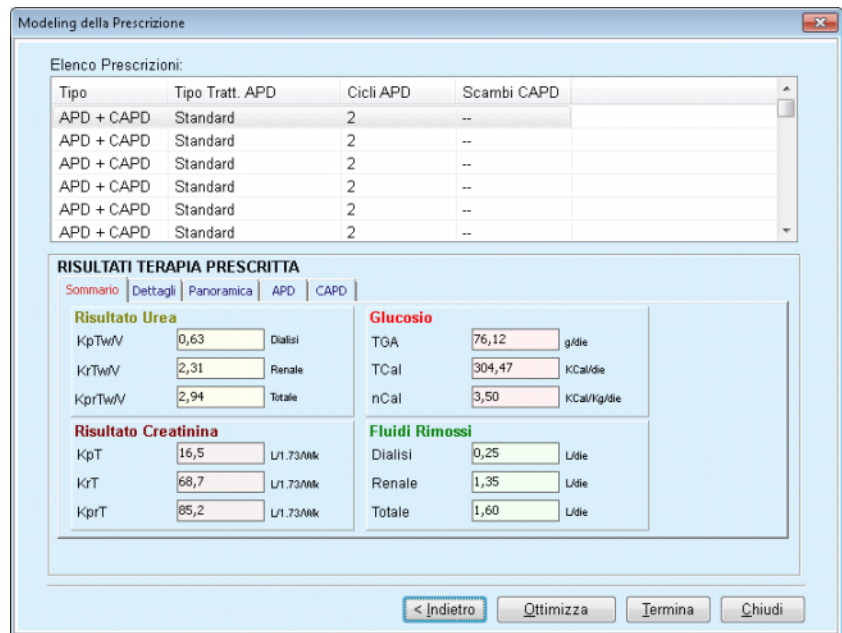 Modeling della Prescrizione
Elenco Prescrizioni:
Tipo Tipo Tratt. APD Cicli APD Scambi CAPD
APD + CAPD Standard 2 --
APD + CAPD Standard 2 --
APD + CAPD Standard 2 --
APD + CAPD Standard 2 --
APD + CAPD Standard 2 --
APD + CAPD Standard 2 --
RISULTATI TERAPIA PRESCRITTA
Sommario Dettagli Panoramica APD CAPD
Risultato Urea
KpTw/V 0,63 Dialisi
KrTw/V 2,31 Renale
KprTw/V 2,94 Totale
Glucosio
TGA 76,12 g/die
TCal 304,47 KCal/die
nCal 3,50 KCal/Kg/die
Risultato Creatinina
KpT 16,5 L/1.73/Wk
KrT 68,7 L/1.73/Wk
KprT 85,2 L/1.73/Wk
Fluidi Rimossi
Dialisi 0,25 L/die
Renale 1,35 L/die
Totale 1,60 L/die
< Indietro Ottimizza Termina Chiudi